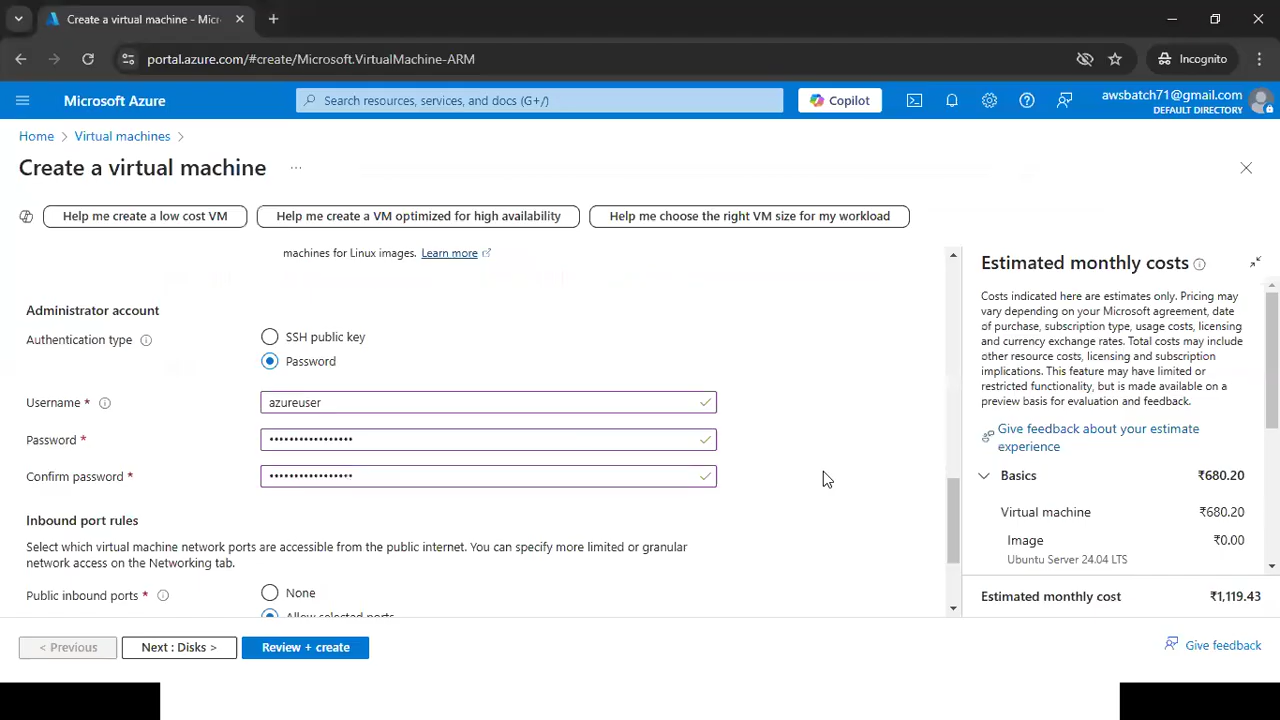 Create a virtual machine - Micr
portal.azure.com/#create/Microsoft.VirtualMachine-ARM
Incognito
Microsoft Azure
Search resources, services, and docs (G+/)
Copilot
awsbatch71@gmail.com
DEFAULT DIRECTORY
Home > Virtual machines >
Create a virtual machine ...
Help me create a low cost VM
Help me create a VM optimized for high availability
Help me choose the right VM size for my workload
machines for Linux images. Learn more
Administrator account
Authentication type
SSH public key
Password
Username *
azureuser
Password *
•••••••••••••••••
Confirm password *
•••••••••••••••••
Inbound port rules
Select which virtual machine network ports are accessible from the public internet. You can specify more limited or granular
network access on the Networking tab.
Public inbound ports *
None
Allow selected ports
Estimated monthly costs
Costs indicated here are estimates only. Pricing may
vary depending on your Microsoft agreement, date
of purchase, subscription type, usage costs, licensing
and currency exchange rates. Total costs may include
other resource costs, licensing and subscription
implications. This feature may have limited or
restricted functionality, but is made available on a
preview basis for evaluation and feedback.
Give feedback about your estimate
experience
Basics ₹680.20
Virtual machine ₹680.20
Image ₹0.00
Ubuntu Server 24.04 LTS
Estimated monthly cost ₹1,119.43
< Previous
Next : Disks >
Review + create
Give feedback